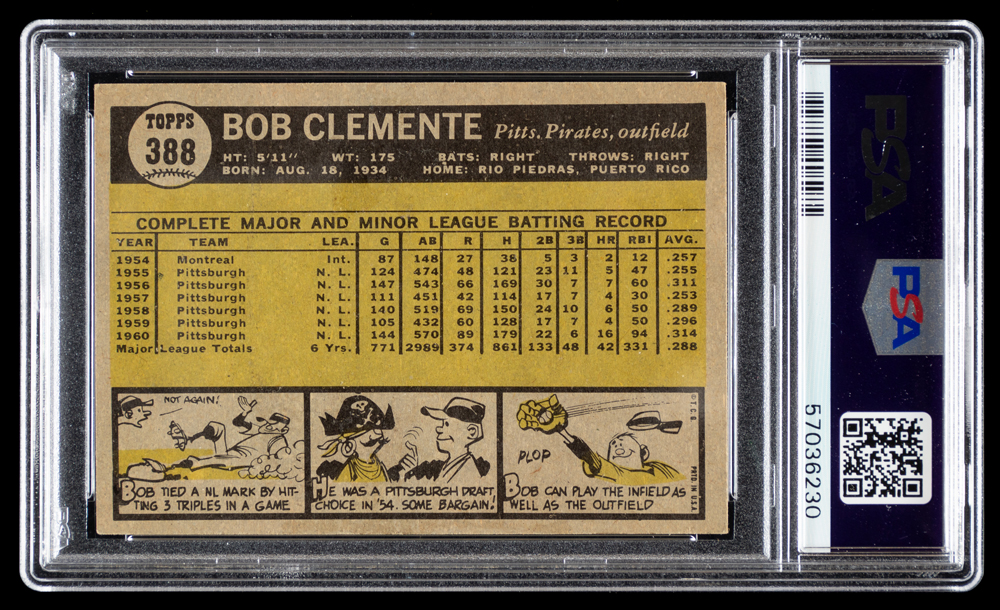 TOPPS
388
BOB CLEMENTE Pitts. Pirates, outfield
HT: 5'11" WT: 175 BATS: RIGHT THROWS: RIGHT
BORN: AUG. 18, 1934 HOME: RIO PIEDRAS, PUERTO RICO
COMPLETE MAJOR AND MINOR LEAGUE BATTING RECORD
YEAR TEAM LEA. G AB R H 2B 3B HR RBI AVG.
1954 Montreal Int. 87 148 27 38 5 3 2 12 .257
1955 Pittsburgh N. L. 124 474 48 121 23 11 5 47 .255
1956 Pittsburgh N. L. 147 543 66 169 30 7 7 60 .311
1957 Pittsburgh N. L. 111 451 42 114 17 7 4 30 .253
1958 Pittsburgh N. L. 140 519 69 150 24 10 6 50 .289
1959 Pittsburgh N. L. 105 432 60 128 17 7 4 50 .296
1960 Pittsburgh N. L. 144 570 89 179 22 6 16 94 .314
Major League Totals 6 Yrs. 771 2989 374 861 133 48 42 331 .288
NOT AGAIN!
BOB TIED A NL MARK BY HIT-
TING 3 TRIPLES IN A GAME
HE WAS A PITTSBURGH DRAFT
CHOICE IN '54. SOME BARGAIN!
PLOP
BOB CAN PLAY THE INFIELD AS
WELL AS THE OUTFIELD
© T.C.G.
PRTD. IN U.S.A.
PSA
PSA
57036230